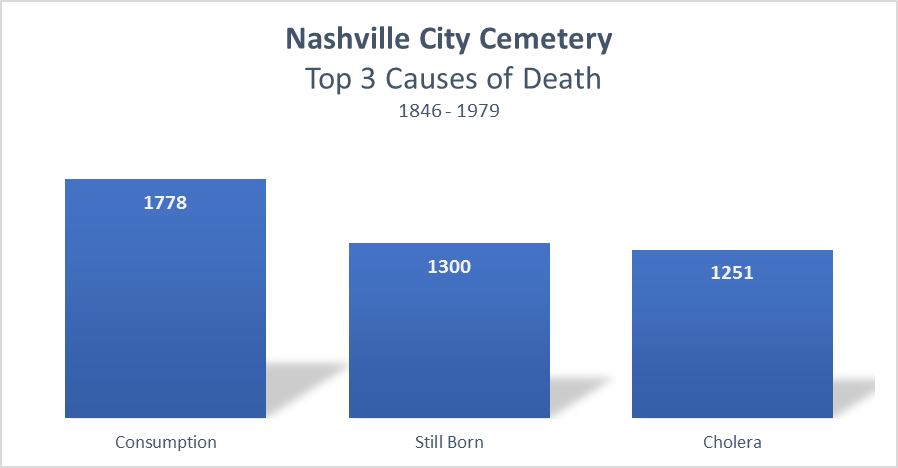 Nashville City Cemetery
Top 3 Causes of Death
1846 - 1979
1778
1300
1251
Consumption
Still Born
Cholera